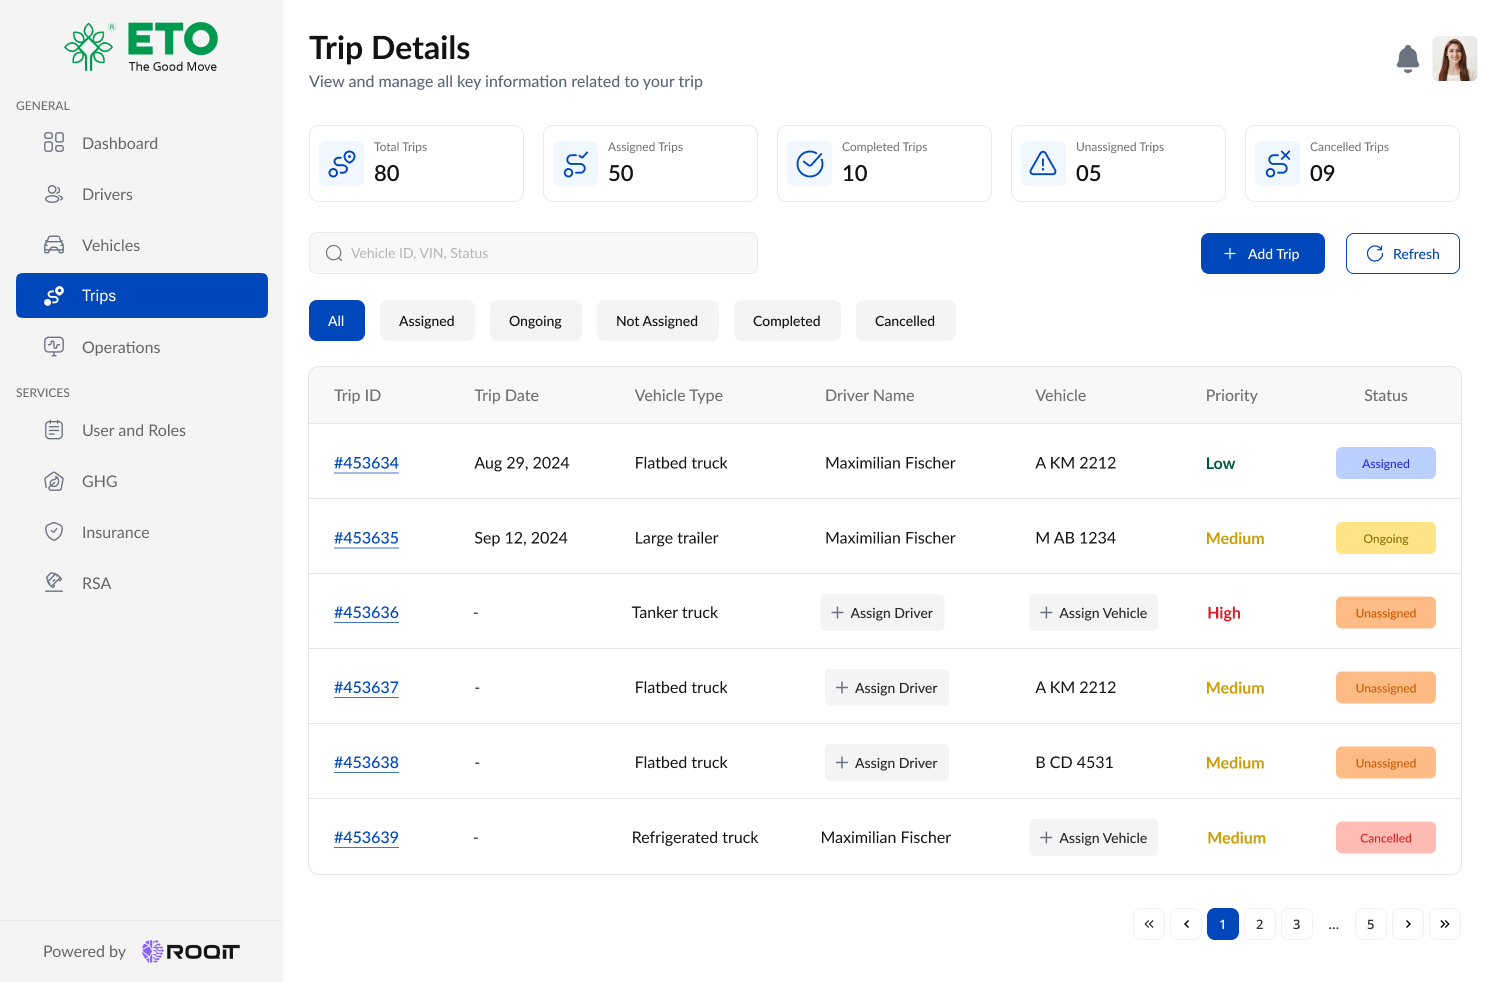 ETO
®
The Good Move
GENERAL
Dashboard
Drivers
Vehicles
Trips
Operations
SERVICES
User and Roles
GHG
Insurance
RSA
Powered by ROQIT
Trip Details
View and manage all key information related to your trip
Total Trips
80
Assigned Trips
50
Completed Trips
10
Unassigned Trips
05
Cancelled Trips
09
Vehicle ID, VIN, Status
+ Add Trip
Refresh
All Assigned Ongoing Not Assigned Completed Cancelled
Trip ID Trip Date Vehicle Type Driver Name Vehicle Priority Status
#453634 Aug 29, 2024 Flatbed truck Maximilian Fischer A KM 2212 Low Assigned
#453635 Sep 12, 2024 Large trailer Maximilian Fischer M AB 1234 Medium Ongoing
#453636 - Tanker truck + Assign Driver + Assign Vehicle High Unassigned
#453637 - Flatbed truck + Assign Driver A KM 2212 Medium Unassigned
#453638 - Flatbed truck + Assign Driver B CD 4531 Medium Unassigned
#453639 - Refrigerated truck Maximilian Fischer + Assign Vehicle Medium Cancelled
« ‹ 1 2 3 ... 5 › »